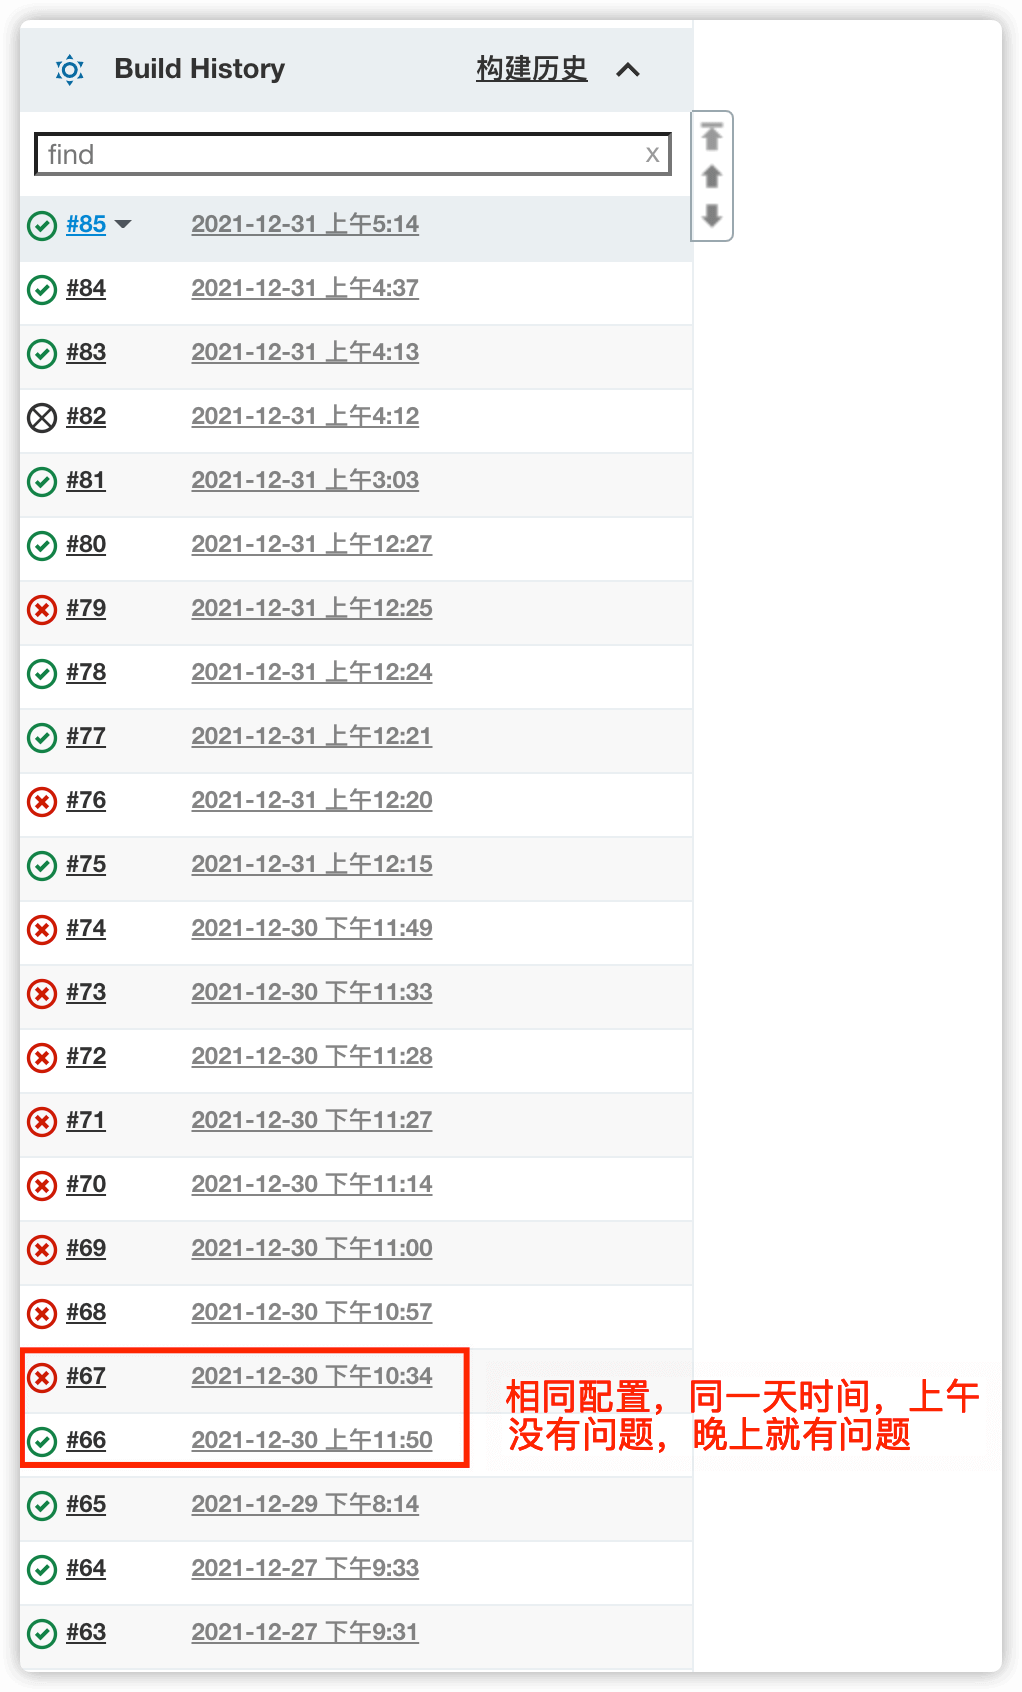 Build History 构建历史
find x
#85 2021-12-31 上午5:14
#84 2021-12-31 上午4:37
#83 2021-12-31 上午4:13
#82 2021-12-31 上午4:12
#81 2021-12-31 上午3:03
#80 2021-12-31 上午12:27
#79 2021-12-31 上午12:25
#78 2021-12-31 上午12:24
#77 2021-12-31 上午12:21
#76 2021-12-31 上午12:20
#75 2021-12-31 上午12:15
#74 2021-12-30 下午11:49
#73 2021-12-30 下午11:33
#72 2021-12-30 下午11:28
#71 2021-12-30 下午11:27
#70 2021-12-30 下午11:14
#69 2021-12-30 下午11:00
#68 2021-12-30 下午10:57
#67 2021-12-30 下午10:34
#66 2021-12-30 上午11:50
相同配置，同一天时间，上午
没有问题，晚上就有问题
#65 2021-12-29 下午8:14
#64 2021-12-27 下午9:33
#63 2021-12-27 下午9:31